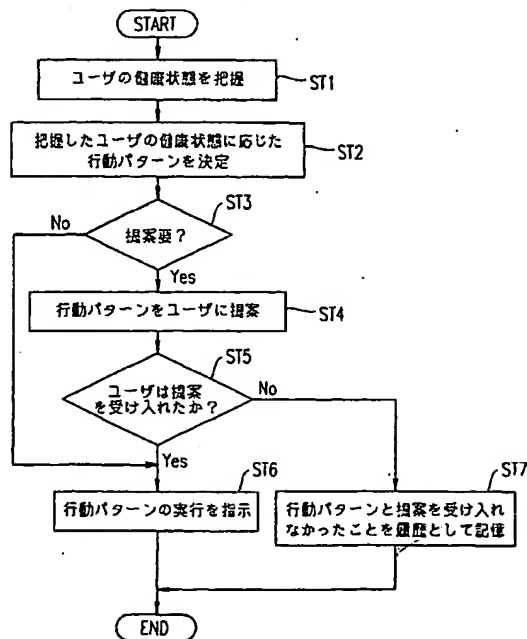 START
ユーザの健康状態を把握
ST1
把握したユーザの健康状態に応じた
行動パターンを決定
ST2
ST3
No
提案要?
Yes
行動パターンをユーザに提案
ST4
ST5
ユーザは提案
を受け入れたか?
No
Yes
ST6
ST7
行動パターンの実行を指示
行動パターンと提案を受け入れ
なかったことを履歴として記憶
END